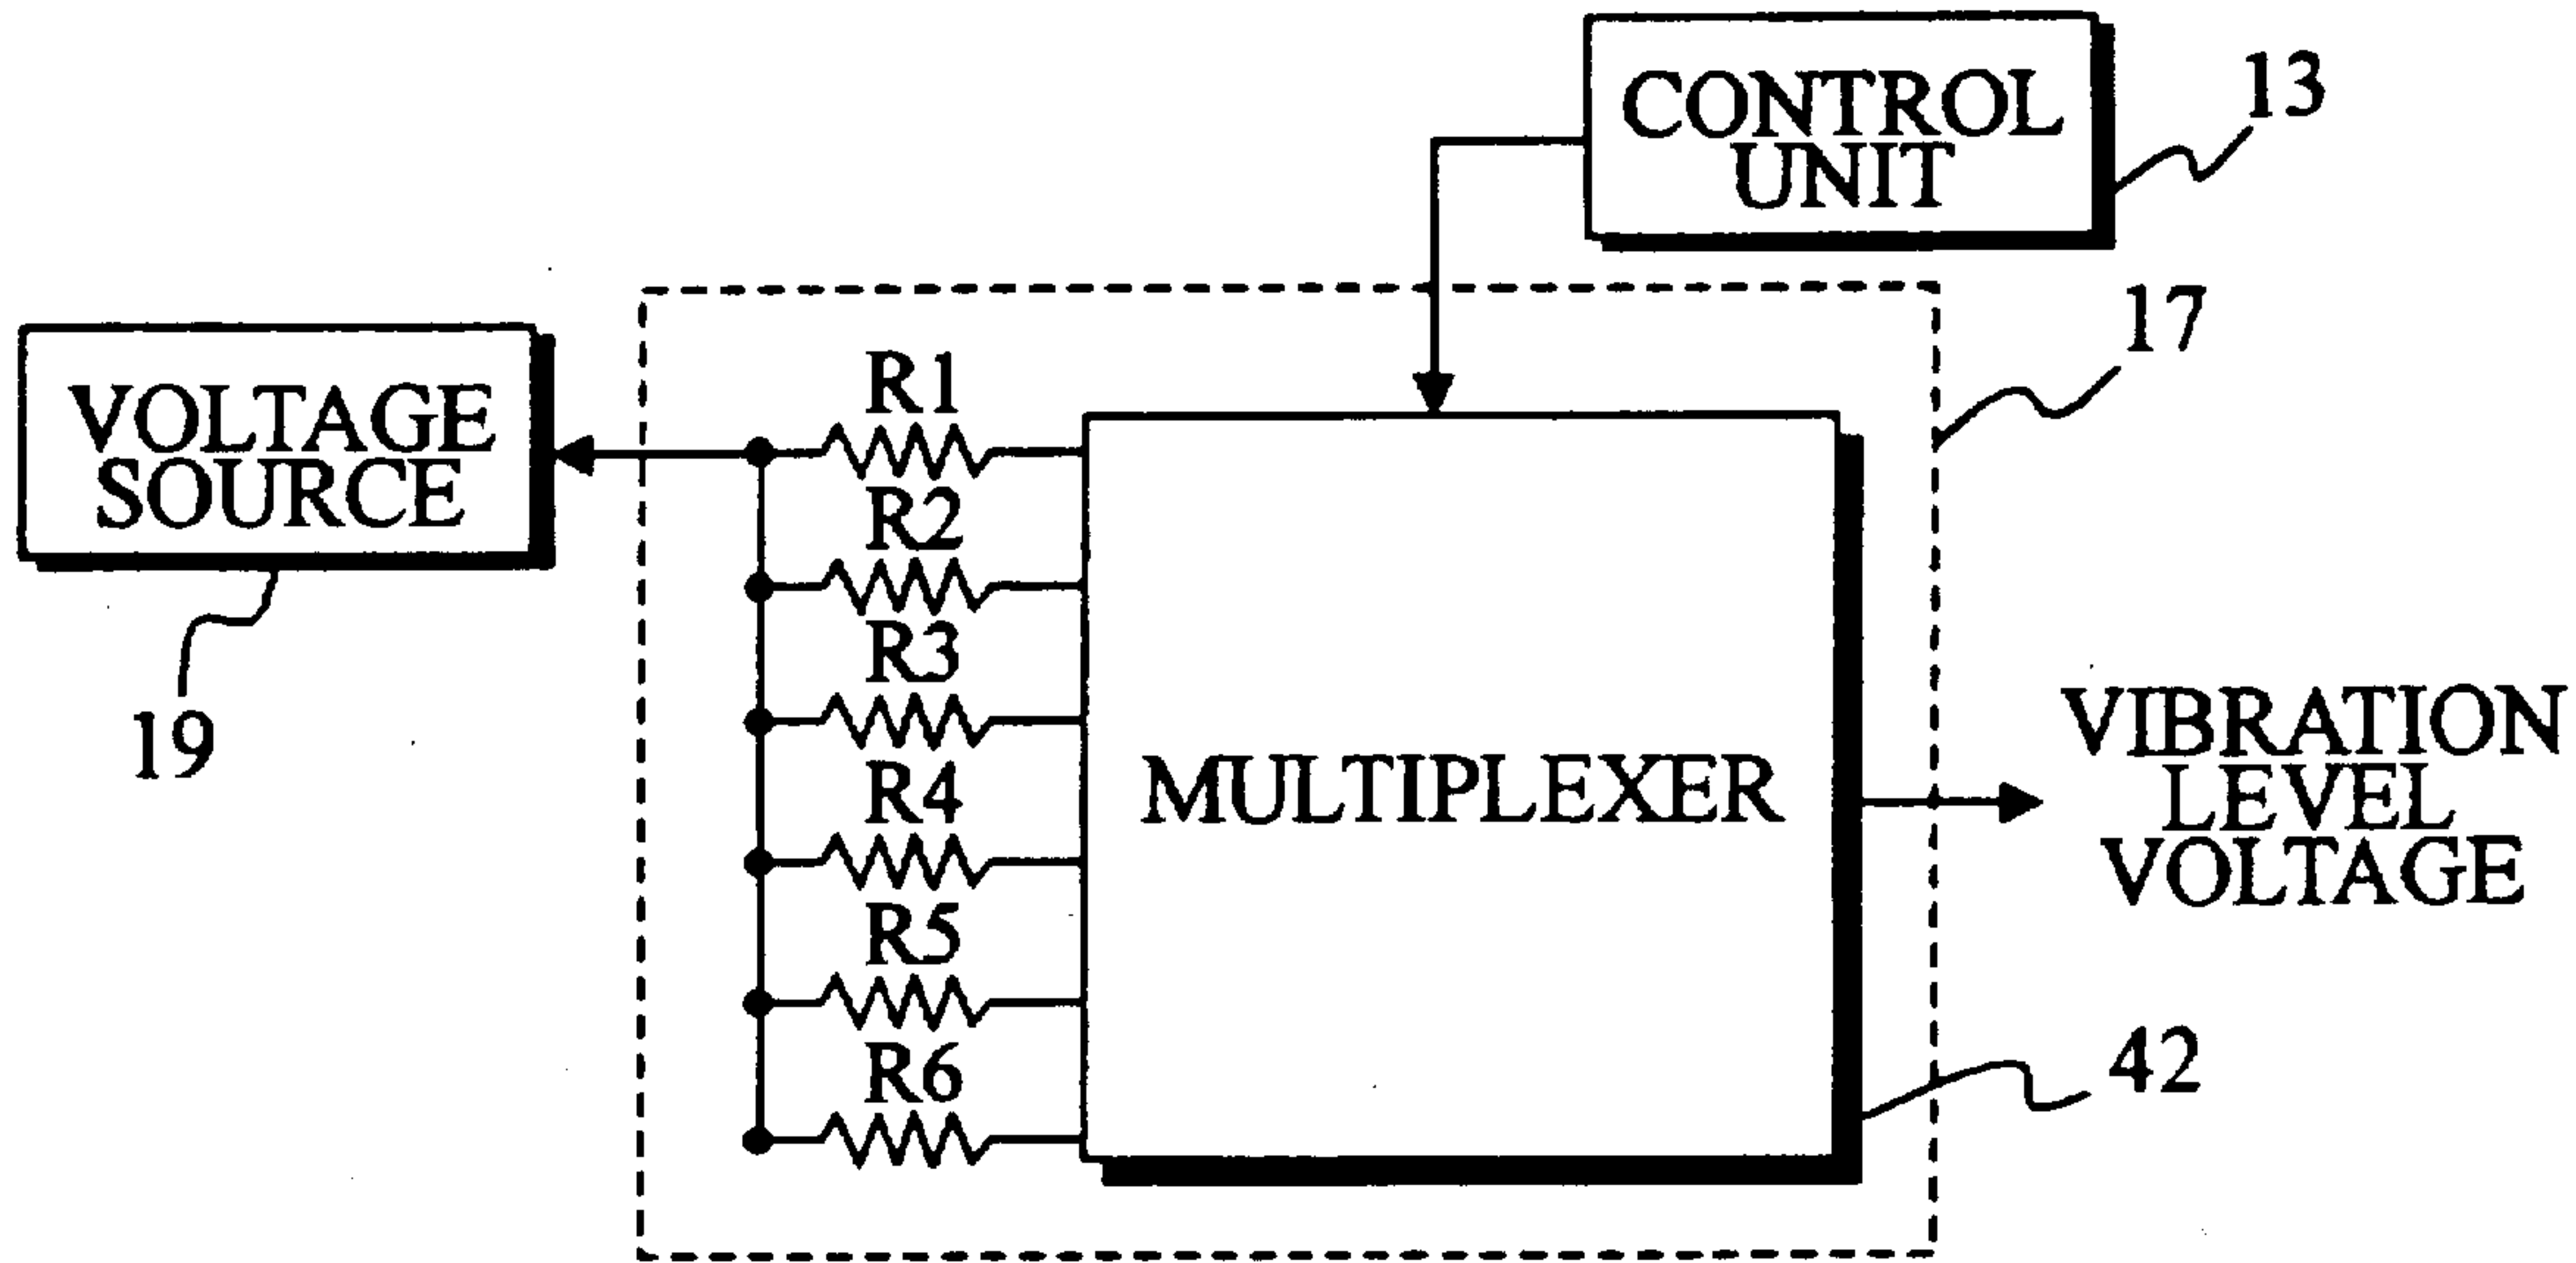 CONTROL
UNIT
13
17
VOLTAGE
SOURCE
19
R1
R2
R3
R4
R5
R6
MULTIPLEXER
VIBRATION
LEVEL
VOLTAGE
42